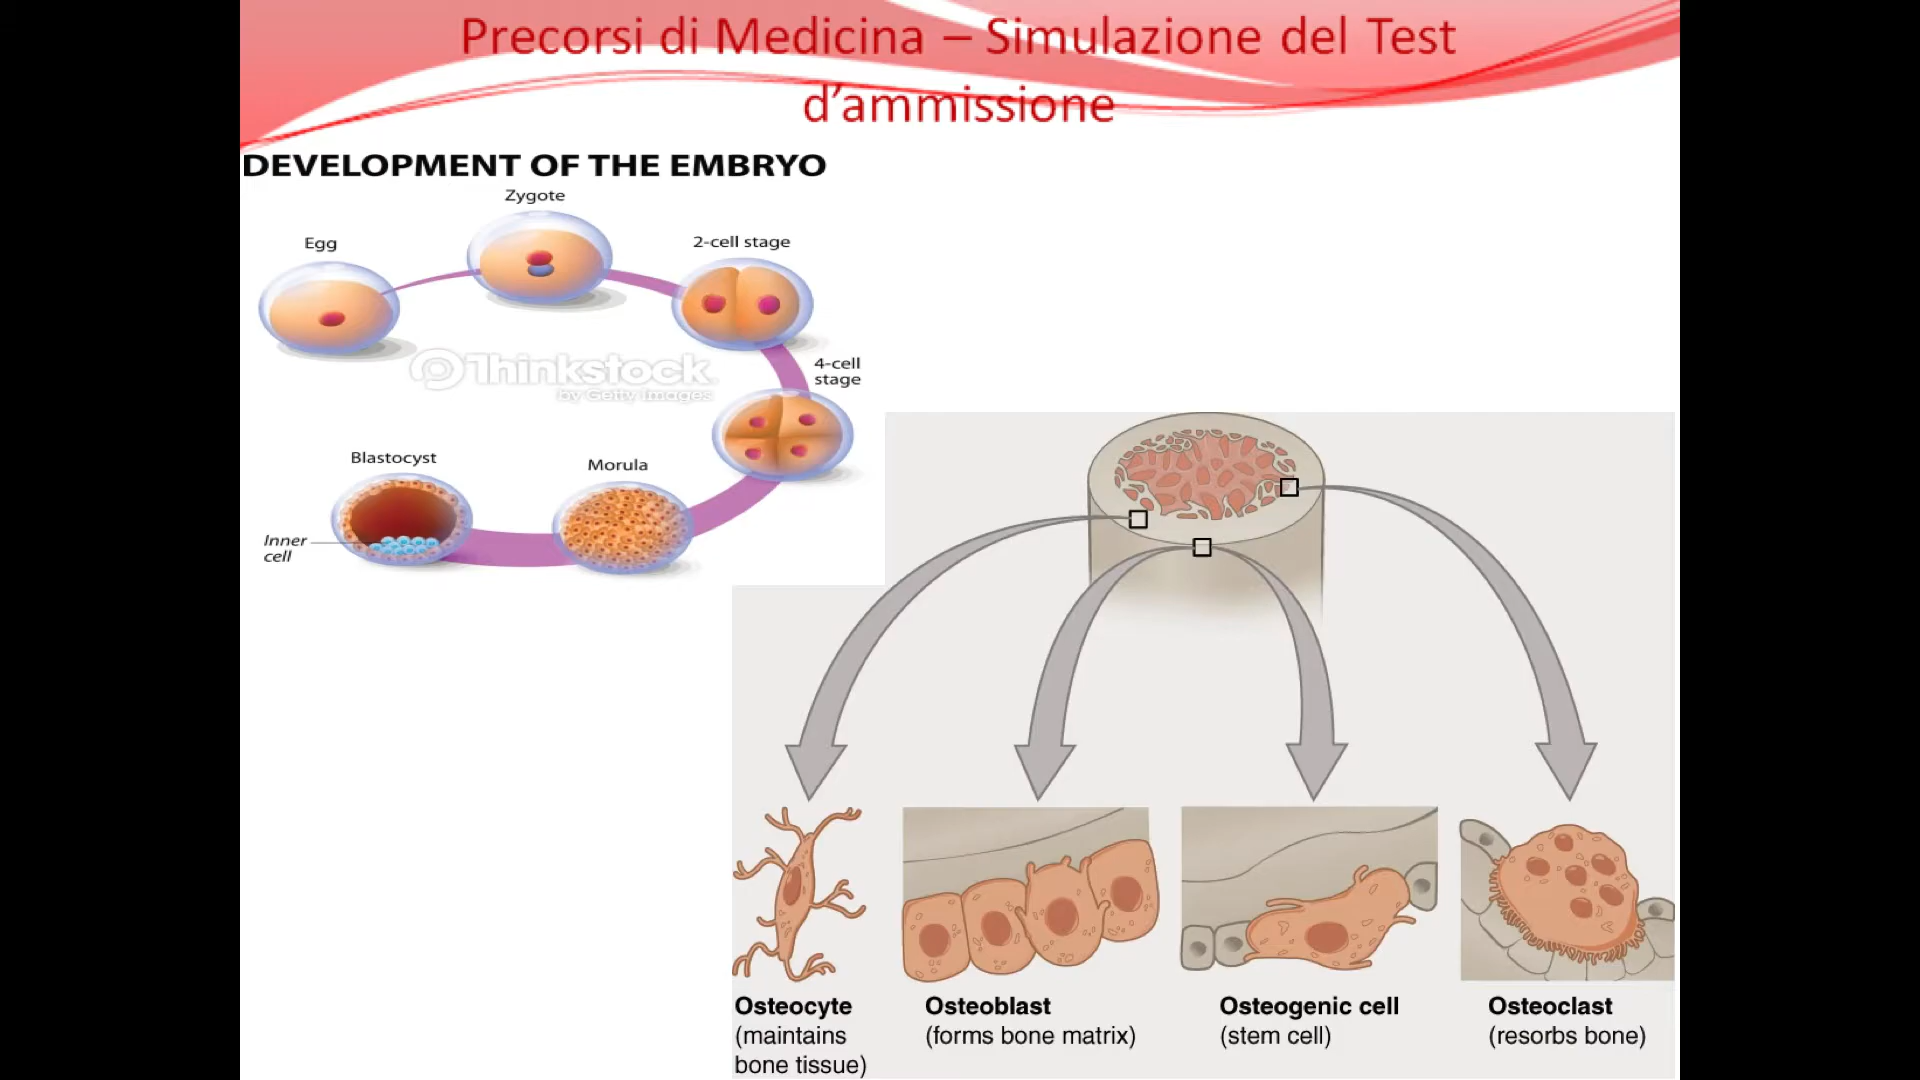 Precorsi di Medicina – Simulazione del Test
d’ammissione
DEVELOPMENT OF THE EMBRYO
Zygote
Egg
2-cell stage
4-cell
stage
Thinkstock.
by Getty Images
Blastocyst
Morula
Inner
cell
Osteocyte
(maintains
bone tissue)
Osteoblast
(forms bone matrix)
Osteogenic cell
(stem cell)
Osteoclast
(resorbs bone)